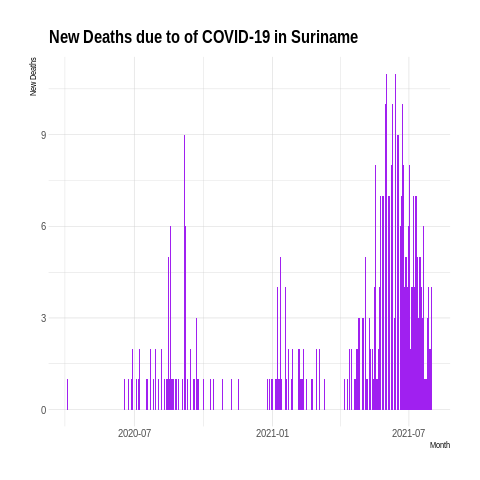 New Deaths due to of COVID-19 in Suriname
New Deaths
9
6
3
0
2020-07
2021-01
2021-07
Month